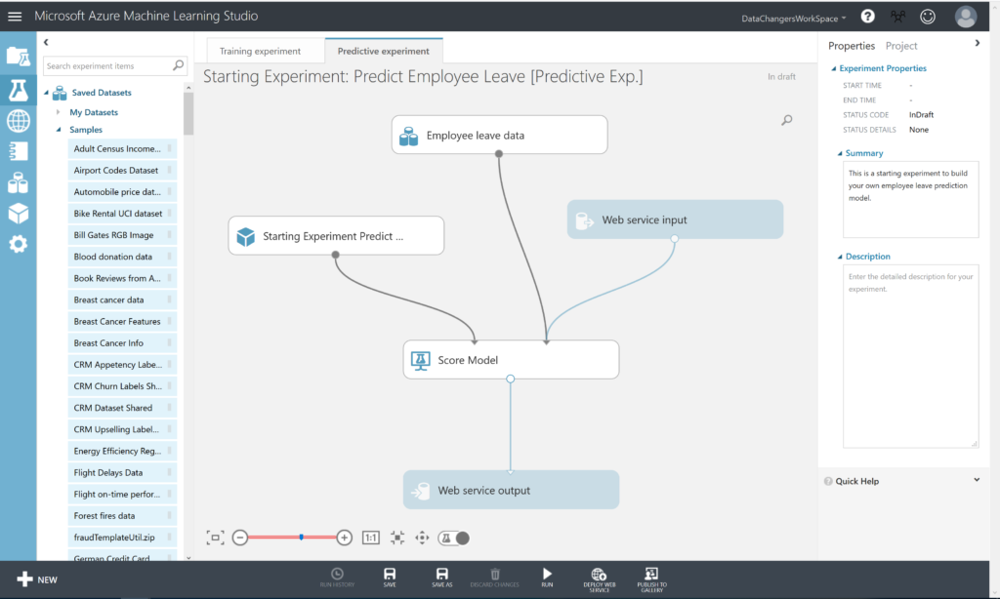 Microsoft Azure Machine Learning Studio
DataChangersWorkSpace
?
Search experiment items
Saved Datasets
My Datasets
Samples
Adult Census Income...
Airport Codes Dataset
Automobile price dat...
Bike Rental UCI dataset
Bill Gates RGB Image
Blood donation data
Book Reviews from A...
Breast cancer data
Breast Cancer Features
Breast Cancer Info
CRM Appetency Labe...
CRM Churn Labels Sh...
CRM Dataset Shared
CRM Upselling Label...
Energy Efficiency Reg...
Flight Delays Data
Flight on-time perfor...
Forest fires data
fraudTemplateUtil.zip
German Credit Card
Training experiment
Predictive experiment
Starting Experiment: Predict Employee Leave [Predictive Exp.]
In draft
Employee leave data
Web service input
Starting Experiment Predict ...
Score Model
Web service output
1:1
Properties Project
Experiment Properties
START TIME -
END TIME -
STATUS CODE InDraft
STATUS DETAILS None
Summary
This is a starting experiment to build
your own employee leave prediction
model.
Description
Enter the detailed description for your
experiment.
? Quick Help
NEW
RUN HISTORY
SAVE
SAVE AS
DISCARD CHANGES
RUN
DEPLOY WEB
SERVICE
PUBLISH TO
GALLERY